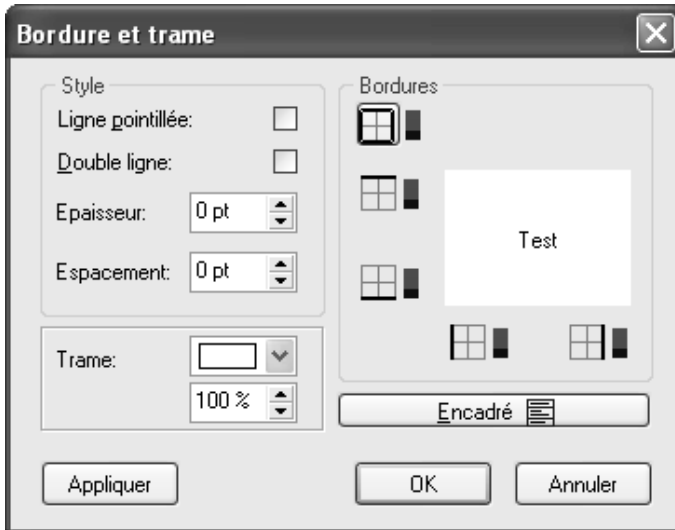 Bordure et trame
Style
Ligne pointillée:
Double ligne:
Epaisseur: 0 pt
Espacement: 0 pt
Trame:
100 %
Bordures
Test
Encadré
Appliquer
OK
Annuler